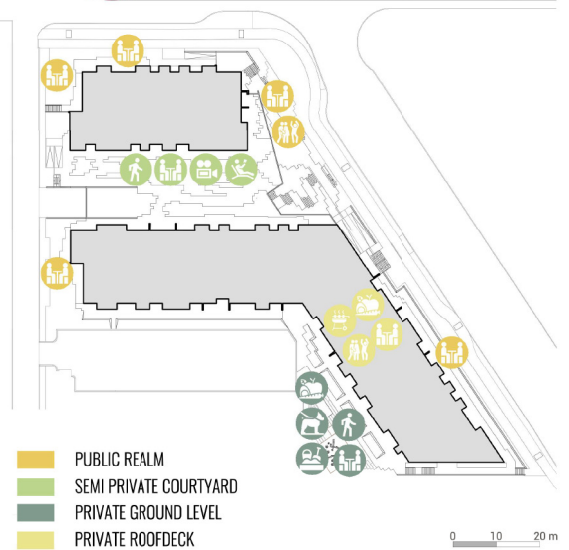 PUBLIC REALM
SEMI PRIVATE COURTYARD
PRIVATE GROUND LEVEL
PRIVATE ROOFDECK
0 10 20 m